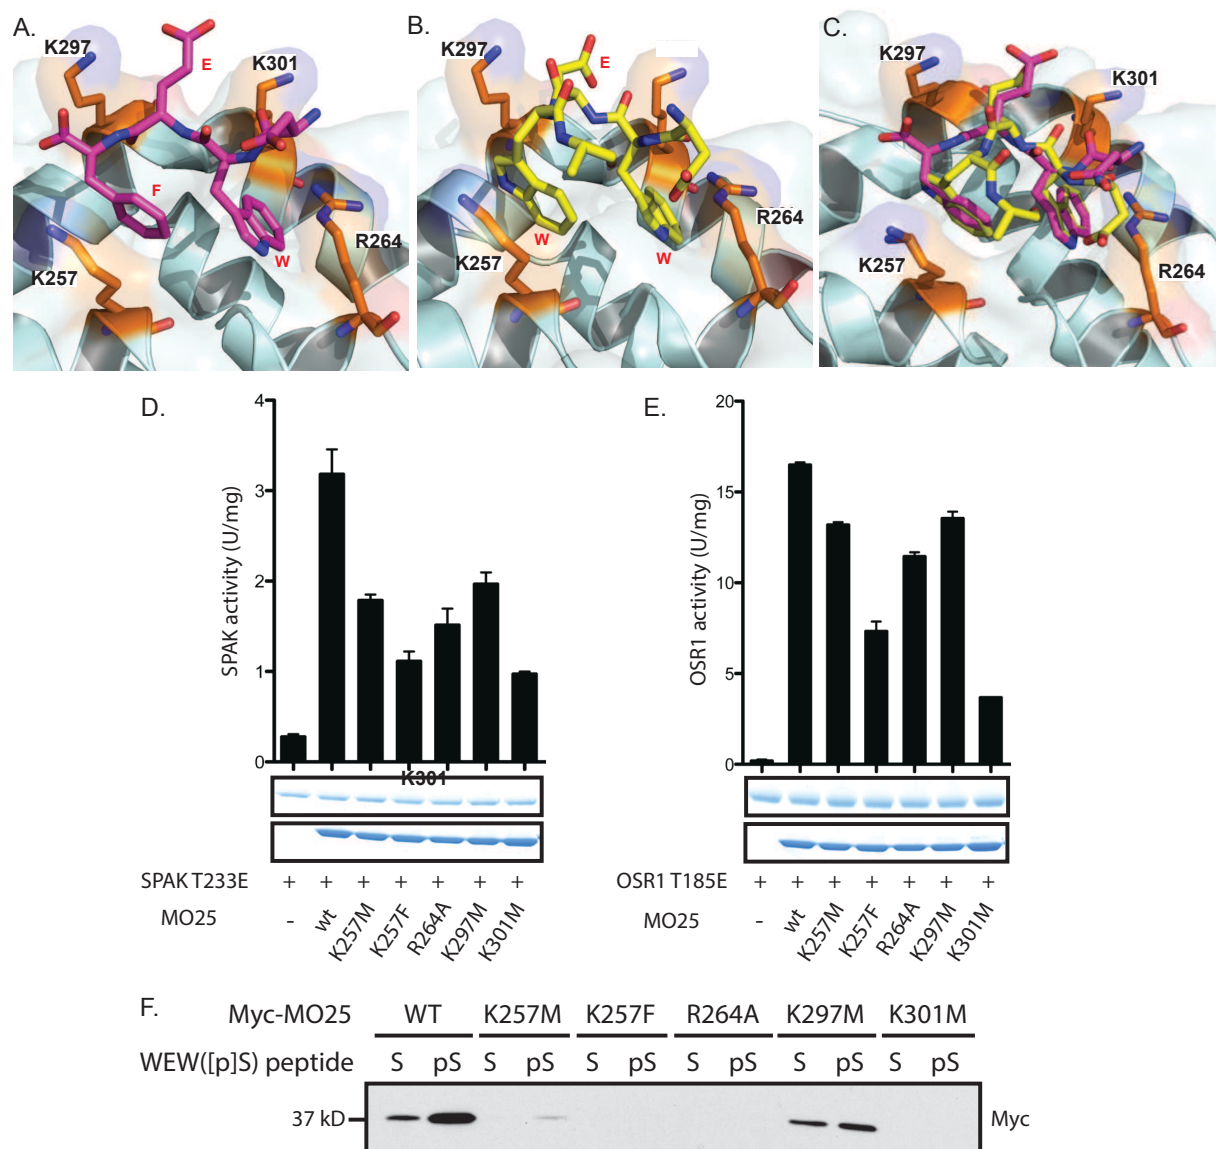 A. B. C.
K297 E K301 K297 E K297 K301
F W R264 K257
W W R264 K257
K257 R264
D. E.
SPAK activity (U/mg)
4
3
2
1
0
OSR1 activity (U/mg)
20
15
10
5
0
K301
SPAK T233E + + + + + + +
MO25 - wt K257M K257F R264A K297M K301M
OSR1 T185E + + + + + + +
MO25 - wt K257M K257F R264A K297M K301M
F.
Myc-MO25 WT K257M K257F R264A K297M K301M
WEW([p]S) peptide S pS S pS S pS S pS S pS S pS
37 kD Myc